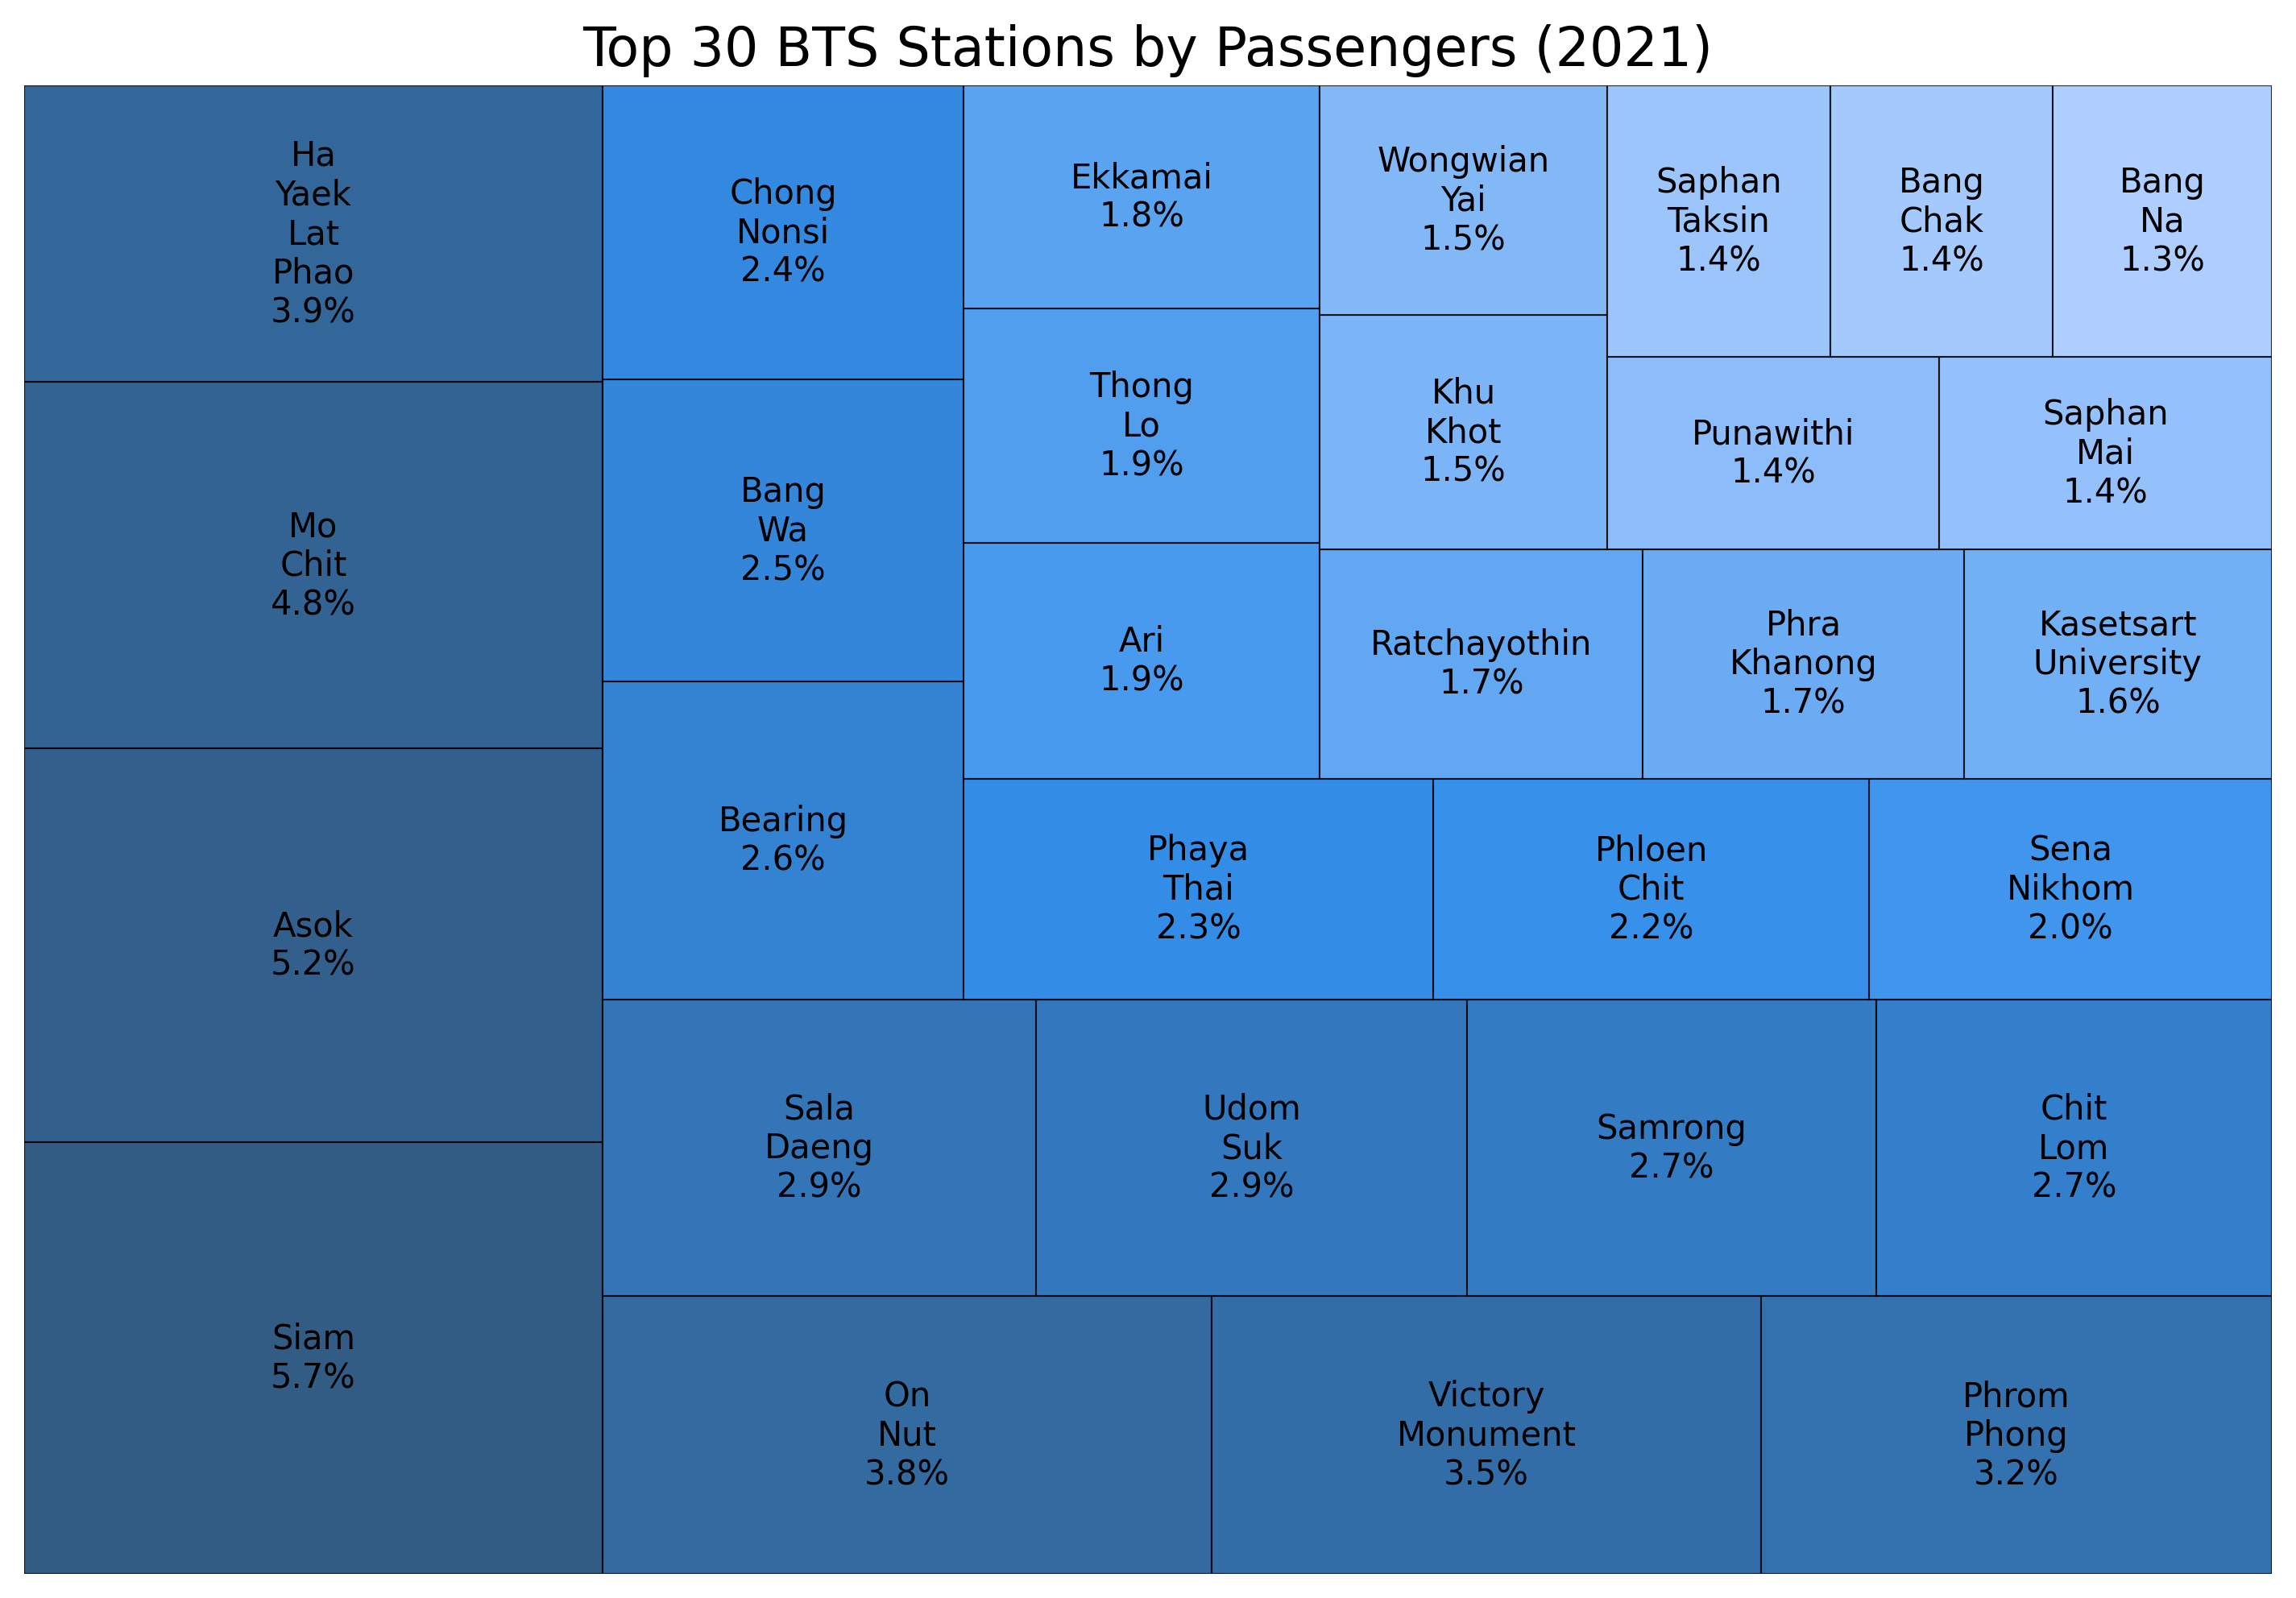 Top 30 BTS Stations by Passengers (2021)
Ha
Yaek
Lat
Phao
3.9%
Mo
Chit
4.8%
Asok
5.2%
Siam
5.7%
Chong
Nonsi
2.4%
Bang
Wa
2.5%
Bearing
2.6%
Ekkamai
1.8%
Thong
Lo
1.9%
Ari
1.9%
Wongwian
Yai
1.5%
Khu
Khot
1.5%
Saphan
Taksin
1.4%
Bang
Chak
1.4%
Bang
Na
1.3%
Punawithi
1.4%
Saphan
Mai
1.4%
Ratchayothin
1.7%
Phra
Khanong
1.7%
Kasetsart
University
1.6%
Phaya
Thai
2.3%
Phloen
Chit
2.2%
Sena
Nikhom
2.0%
Sala
Daeng
2.9%
Udom
Suk
2.9%
Samrong
2.7%
Chit
Lom
2.7%
On
Nut
3.8%
Victory
Monument
3.5%
Phrom
Phong
3.2%